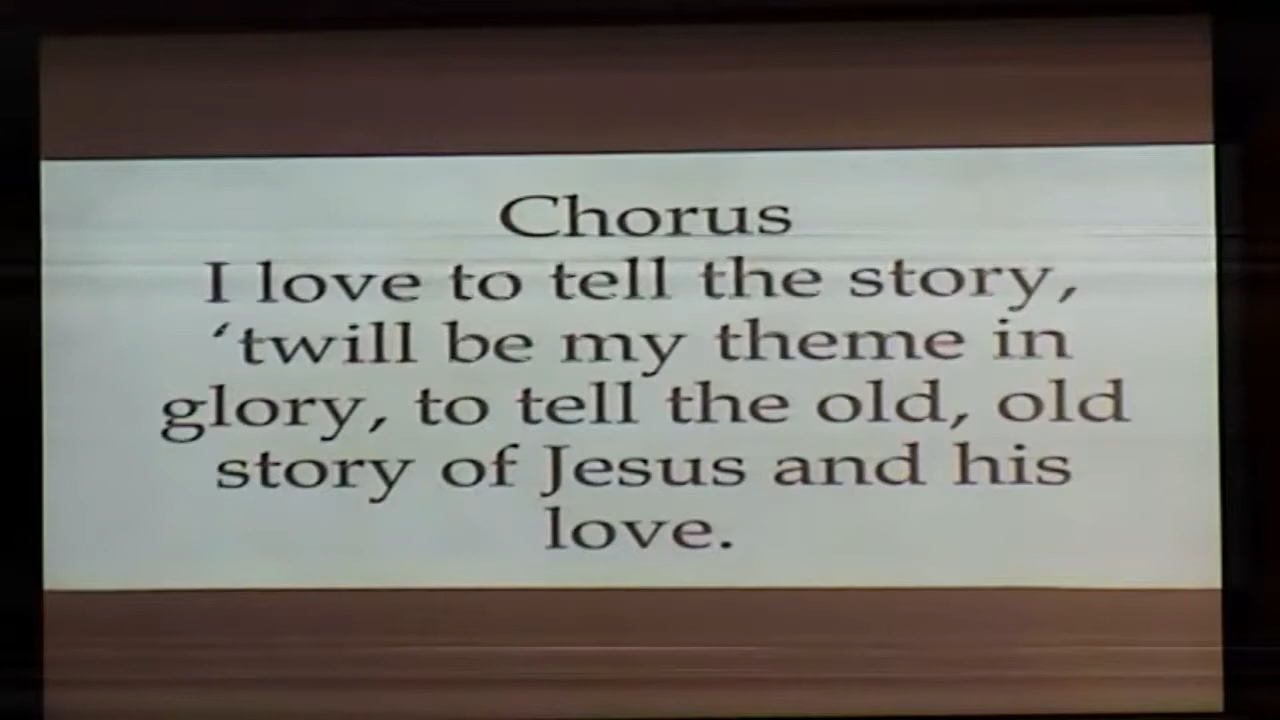 Chorus
I love to tell the story,
‘twill be my theme in
glory, to tell the old, old
story of Jesus and his
love.